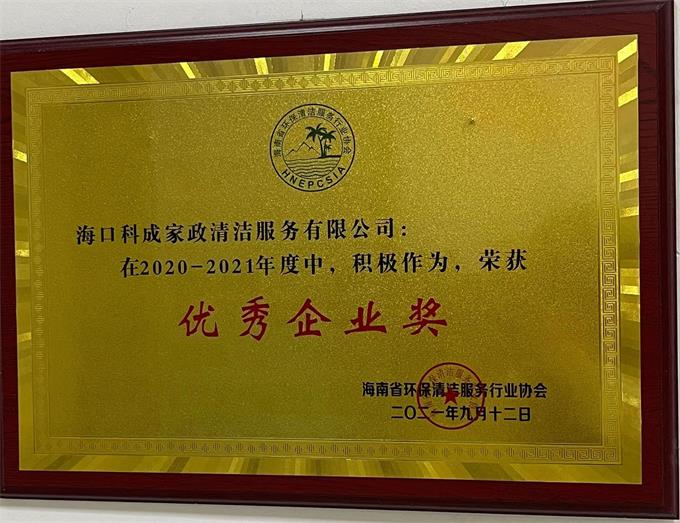 海南省环保清洁服务行业协会
HNEPCSIA
海口科成家政清洁服务有限公司：
在2020-2021年度中，积极作为，荣获
优秀企业奖
海南省环保清洁服务行业协会
二〇二一年九月十二日